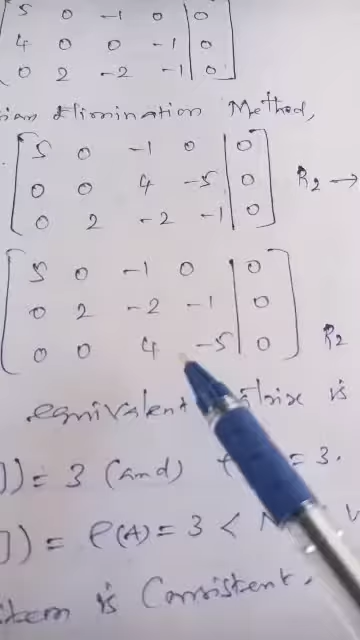 5 0 -1 0 | 0
4 0 0 -1 | 0
0 2 -2 -1 | 0
Elimination Method,
5 0 -1 0 | 0
0 0 4 -5 | 0 R2 →
0 2 -2 -1 | 0
5 0 -1 0 | 0
0 2 -2 -1 | 0
0 0 4 -5 | 0 R2
equivalent is
]) = 3 (and) = 3.
]) = ρ(A) = 3 <
is Consistent.